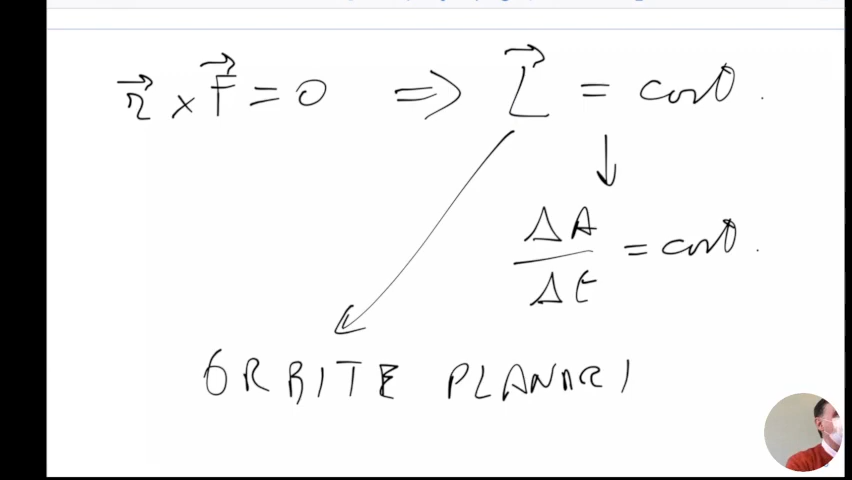 r⃗ × F⃗ = 0 ⇒ L⃗ = cost.
ΔA/Δt = cost.
ORBITE PLANARI